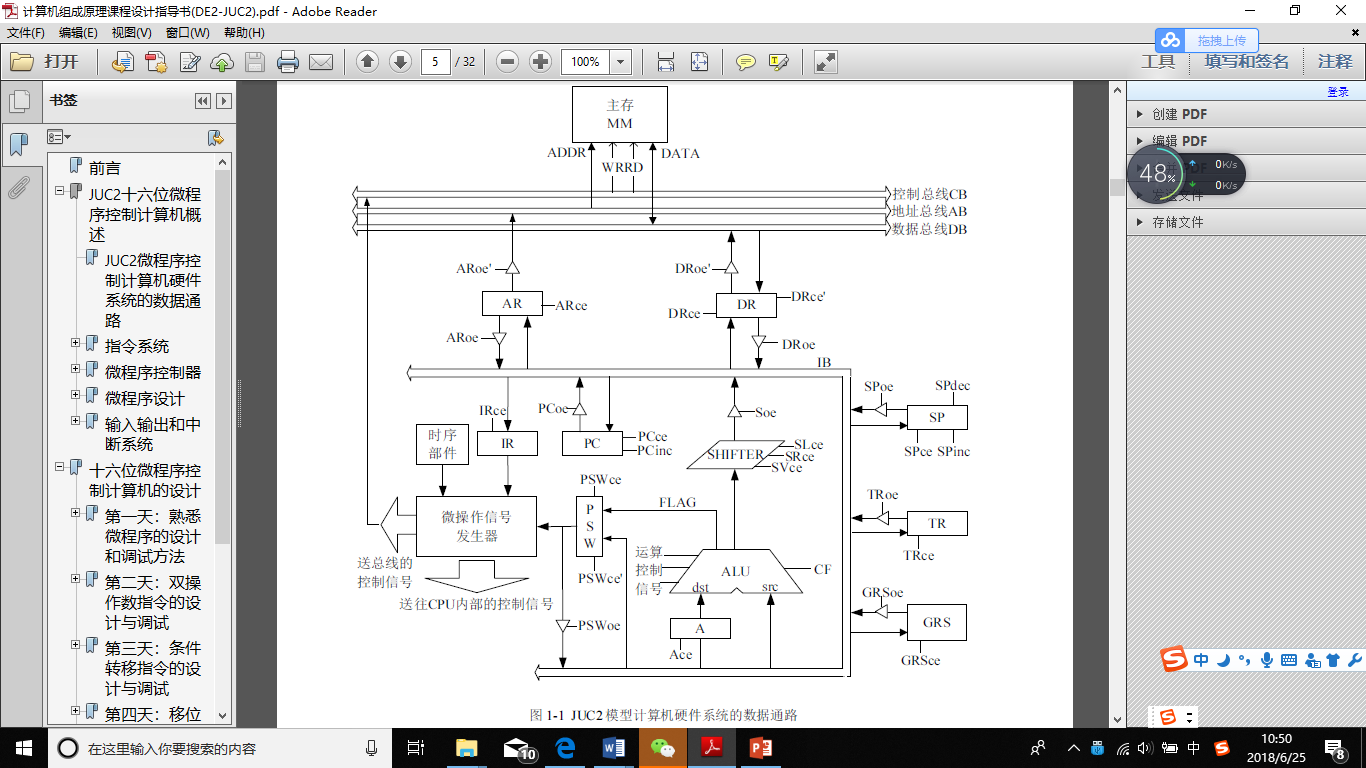 计算机组成原理课程设计指导书(DE2-JUC2).pdf - Adobe Reader
文件(F) 编辑(E) 视图(V) 窗口(W) 帮助(H)
拖拽上传
打开
5 / 32
100%
工具
填写和签名
注释
书签
前言
JUC2十六位微程
序控制计算机概
述
JUC2微程序控
制计算机硬件
系统的数据通
路
指令系统
微程序控制器
微程序设计
输入输出和中
断系统
十六位微程序控
制计算机的设计
第一天：熟悉
微程序的设计
和调试方法
第二天：双操
作数指令的设
计与调试
第三天：条件
转移指令的设
计与调试
第四天：移位
主存
MM
ADDR
WRRD
DATA
控制总线CB
地址总线AB
数据总线DB
ARoe'
DRoe'
AR
ARce
DR
DRce'
DRce
ARoe
DRoe
IB
IRce
PCoe
Soe
SPoe
SPdec
SP
SPce SPinc
时序
部件
IR
PC
PCce
PCinc
SHIFTER
SLce
SRce
SVce
PSWce
FLAG
TRoe
TR
TRce
微操作信号
发生器
P
S
W
运算
控制
信号
ALU
CF
dst
src
送总线的
控制信号
PSWce'
送往CPU内部的控制信号
GRSoe
GRS
GRSce
PSWoe
A
Ace
图 1-1 JUC2 模型计算机硬件系统的数据通路
登录
创建 PDF
编辑 PDF
48%
0K/s
0K/s
发送文件
存储文件
中
在这里输入你要搜索的内容
10
中
10:50
2018/6/25
8